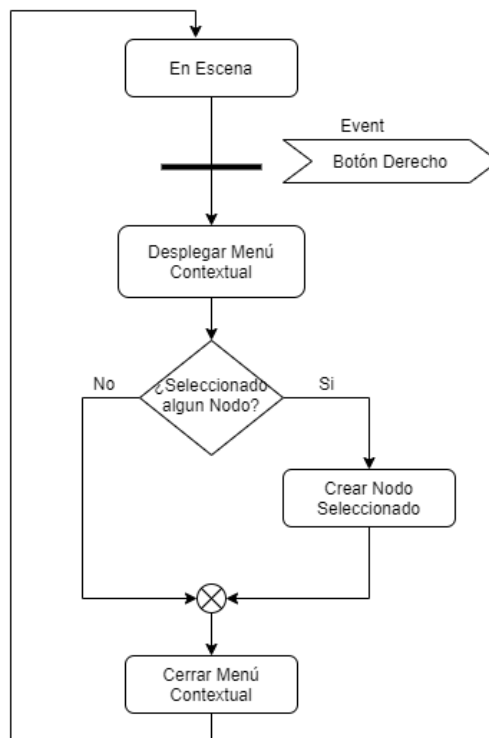 En Escena
Event
Botón Derecho
Desplegar Menú
Contextual
¿Seleccionado
algun Nodo?
No
Si
Crear Nodo
Seleccionado
Cerrar Menú
Contextual